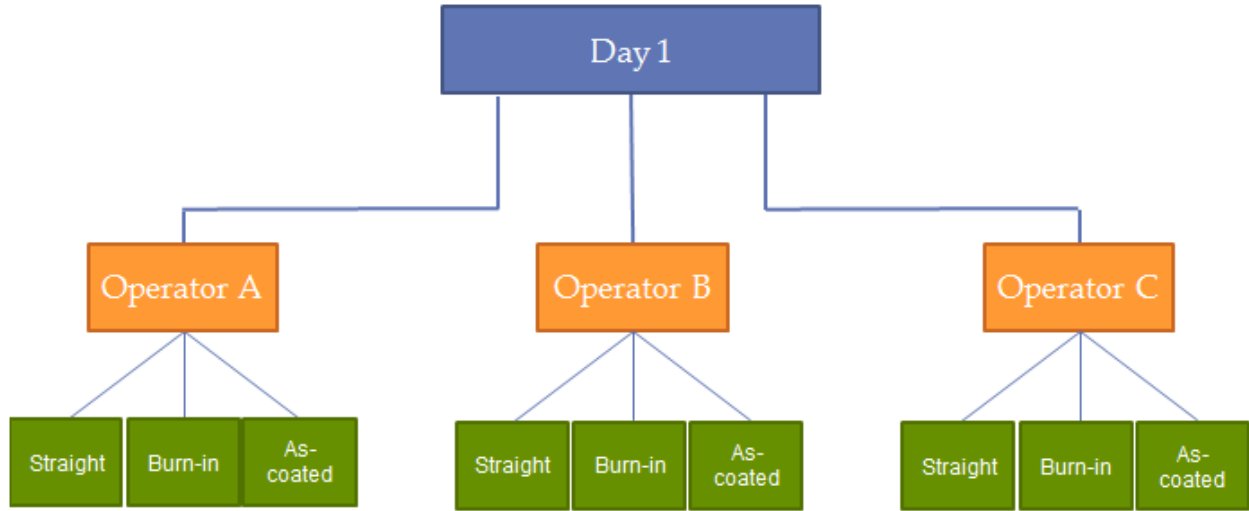 Day 1
Operator A
Operator B
Operator C
Straight
Burn-in
As-
coated
Straight
Burn-in
As-
coated
Straight
Burn-in
As-
coated